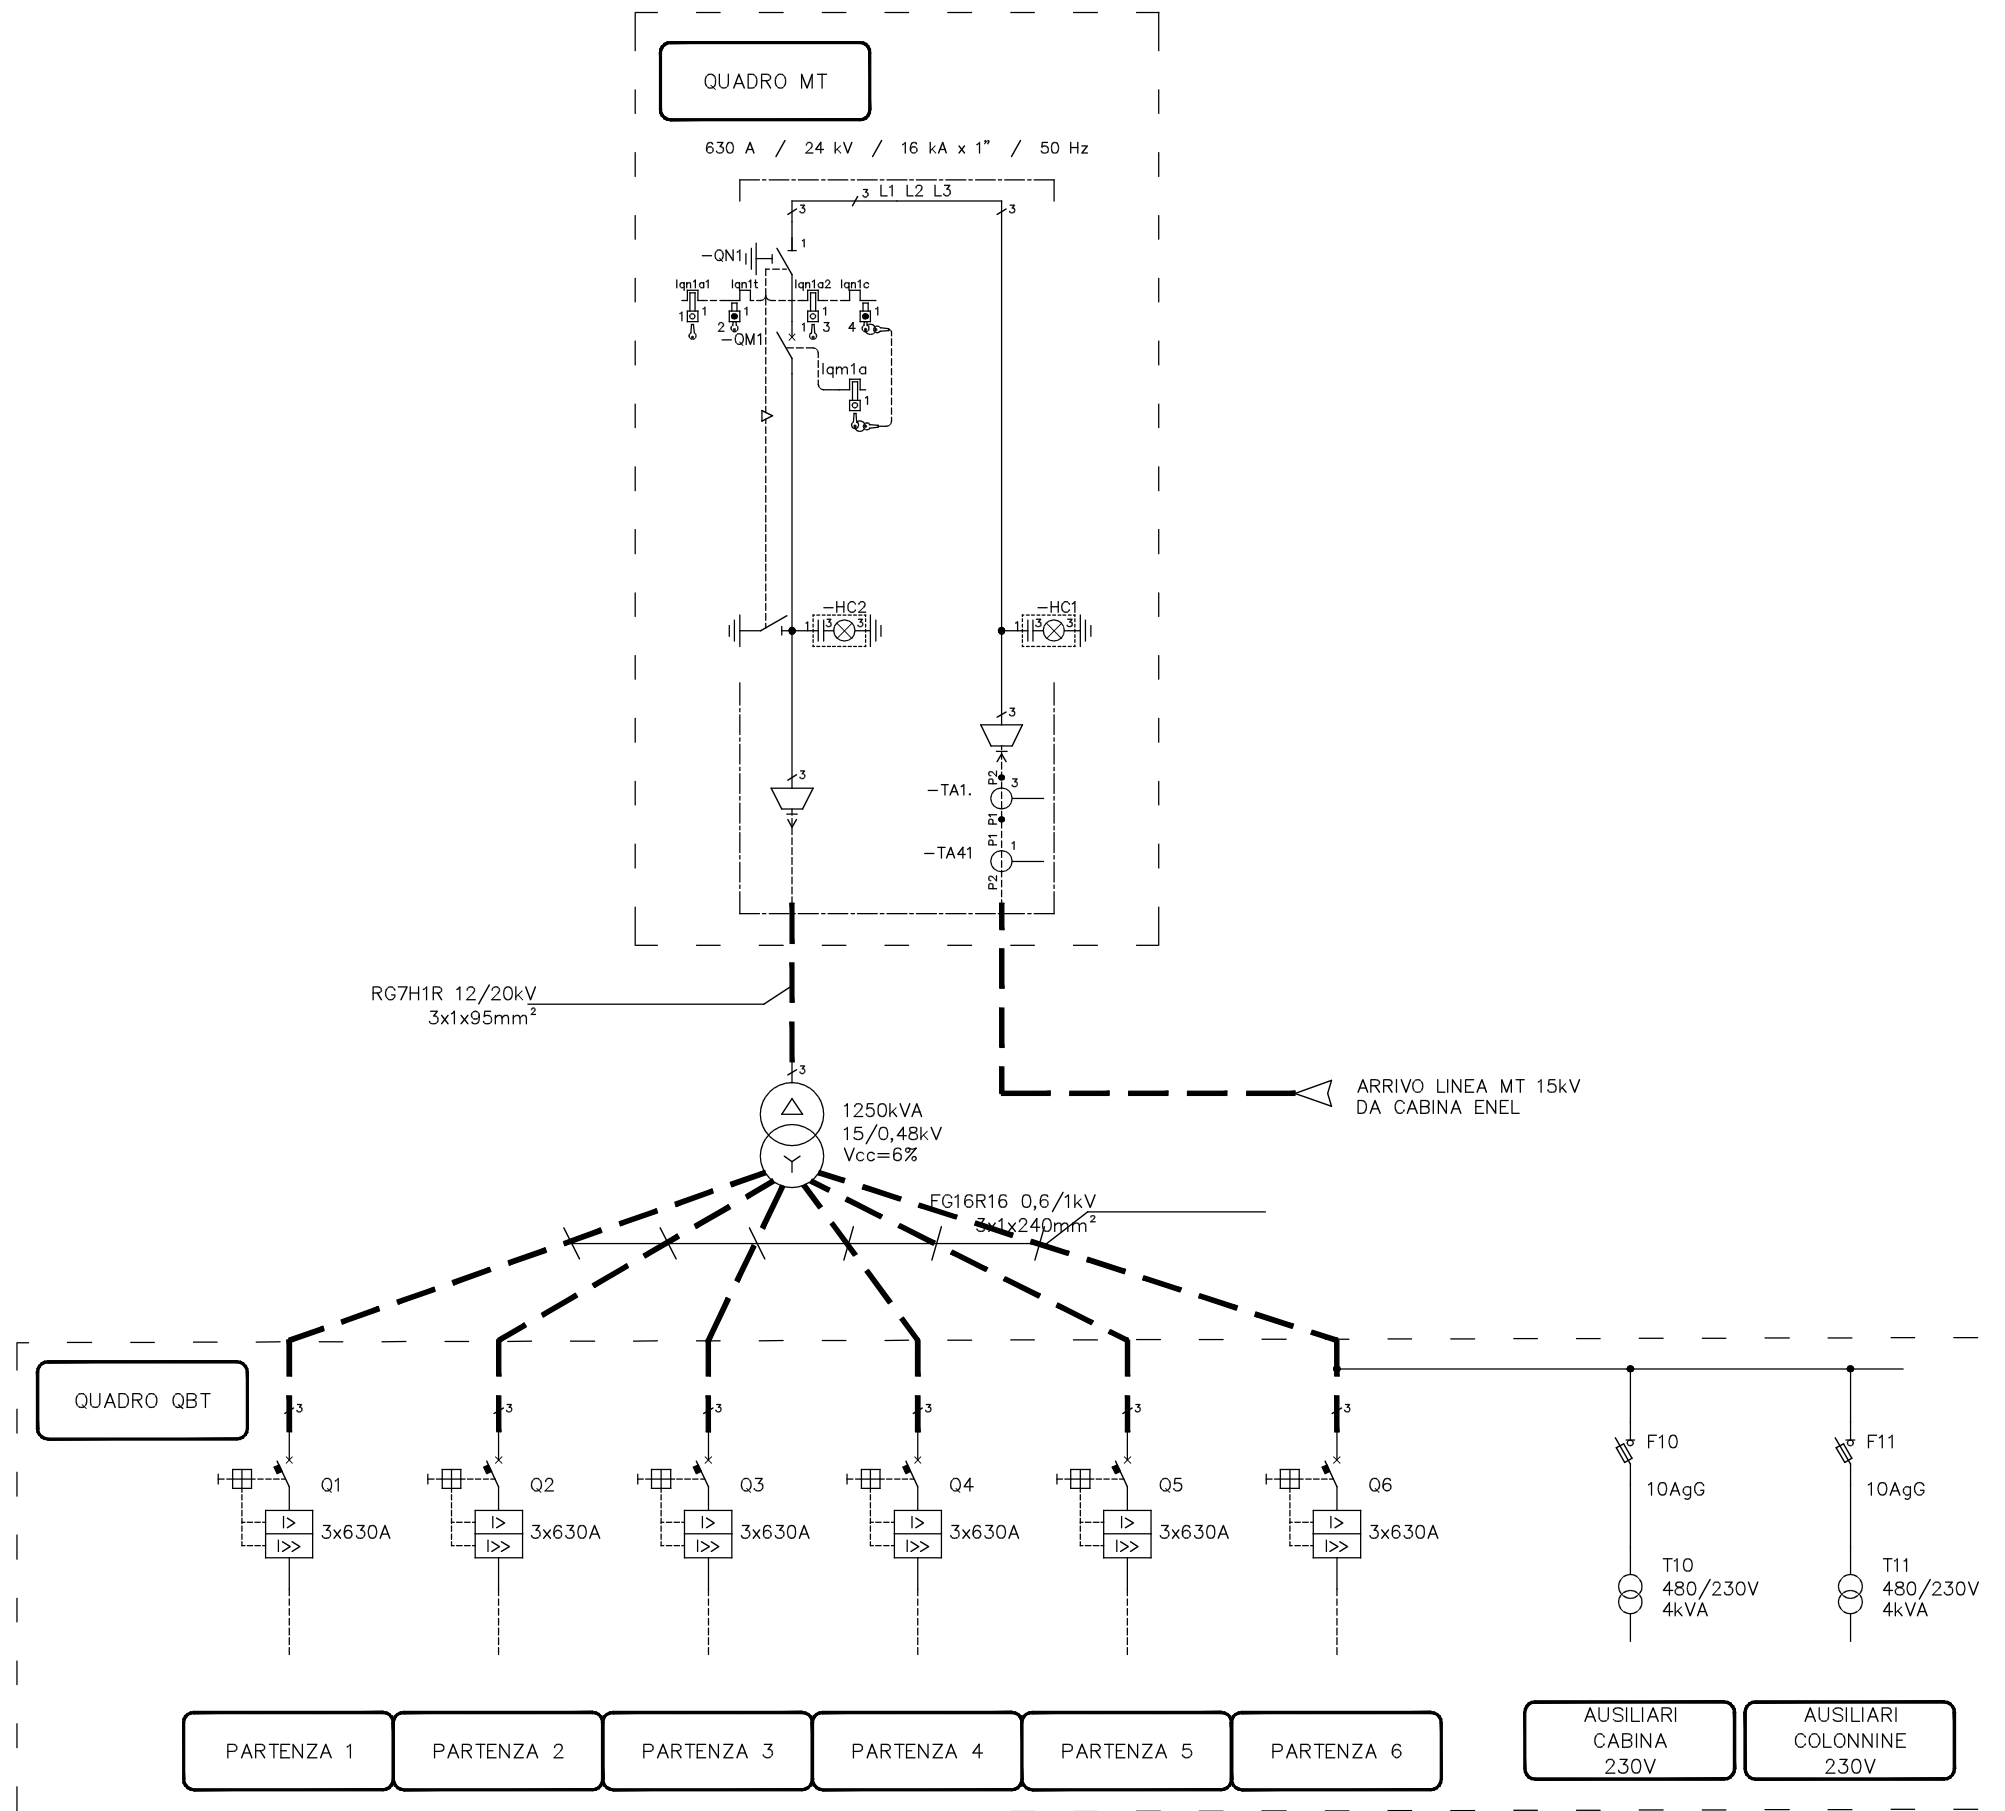 QUADRO MT
630 A / 24 kV / 16 kA x 1” / 50 Hz
3 L1 L2 L3
3
3
1
-QN1
Iqn1a1
Iqn1t
Iqn1a2
Iqn1c
1
1
1
1
1
2
1
3
4
-QM1
Iqm1a
1
-HC2
1
3
3
-HC1
1
3
3
3
3
P2
3
-TA1.
P1
P1
1
-TA41
P2
RG7H1R 12/20kV
3x1x95mm²
3
ARRIVO LINEA MT 15kV
DA CABINA ENEL
1250kVA
15/0,48kV
Vcc=6%
FG16R16 0,6/1kV
3x1x240mm²
QUADRO QBT
3
3
3
3
3
3
Q1
Q2
Q3
Q4
Q5
Q6
F10
F11
10AgG
10AgG
I>
I>
I>
I>
I>
I>
3x630A
3x630A
3x630A
3x630A
3x630A
3x630A
I>>
I>>
I>>
I>>
I>>
I>>
T10
480/230V
4kVA
T11
480/230V
4kVA
PARTENZA 1
PARTENZA 2
PARTENZA 3
PARTENZA 4
PARTENZA 5
PARTENZA 6
AUSILIARI
CABINA
230V
AUSILIARI
COLONNINE
230V